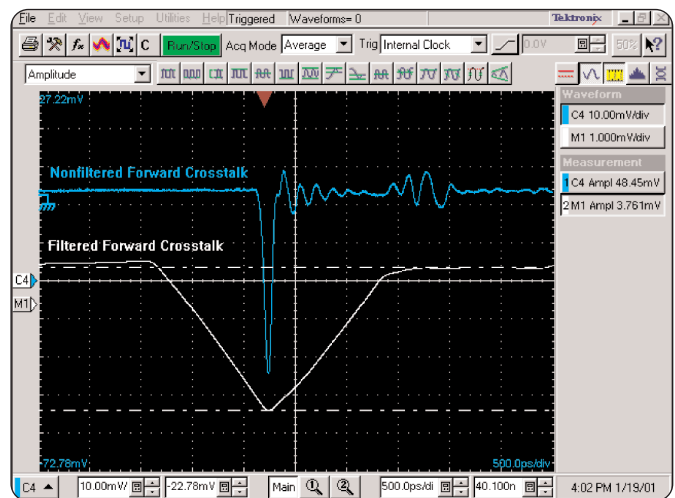 File Edit View Setup Utilities Help Triggered Waveforms= 0 Tektronix
C Run/Stop Acq Mode Average Trig Internal Clock 0.0V 50%
Amplitude
27.22mV
Waveform
C4 10.00mV/div
M1 1.000mV/div
Measurement
1 C4 Ampl 48.45mV
2 M1 Ampl 3.761mV
Nonfiltered Forward Crosstalk
Filtered Forward Crosstalk
C4
M1
-72.78mV 500.0ps/div
C4 10.00mV/ -22.78mV Main 500.0ps/di 40.100n 4:02 PM 1/19/01